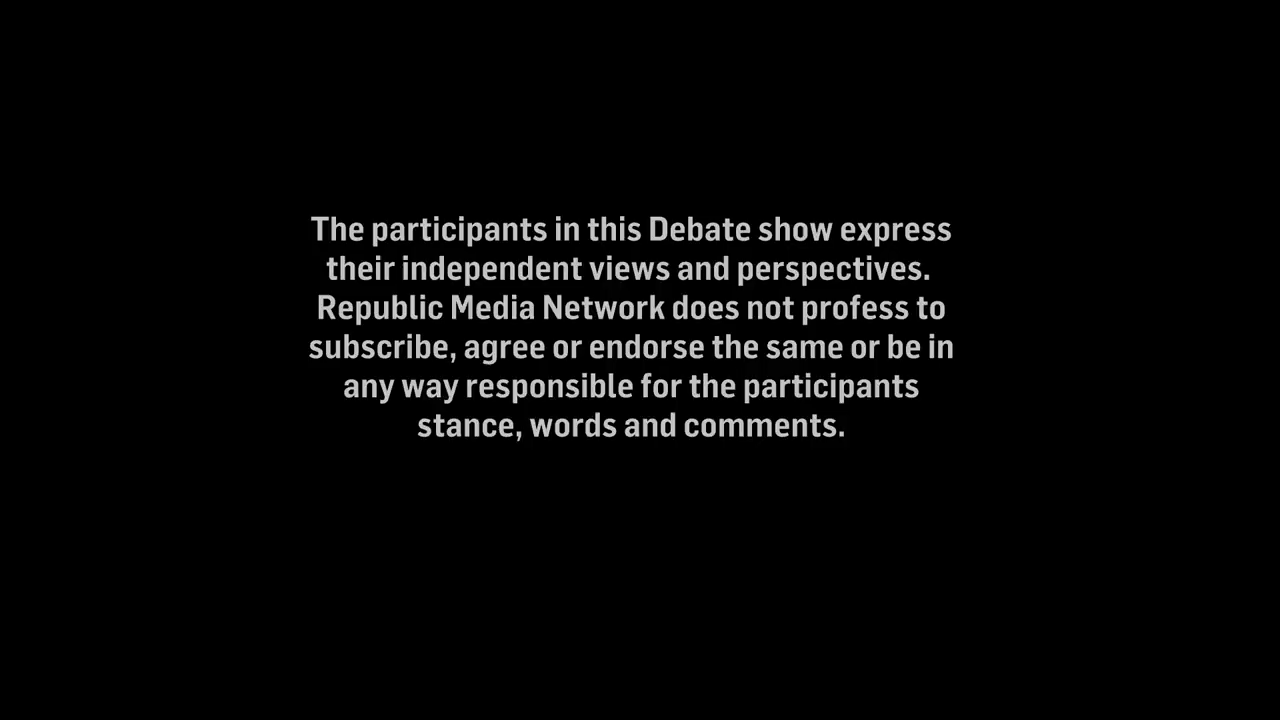 The participants in this Debate show express
their independent views and perspectives.
Republic Media Network does not profess to
subscribe, agree or endorse the same or be in
any way responsible for the participants
stance, words and comments.